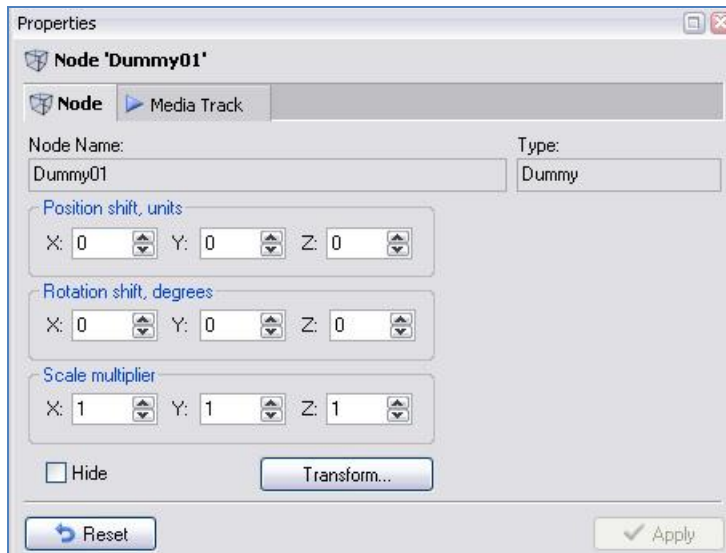 Properties
Node 'Dummy01'
Node Media Track
Node Name: Type:
Dummy01 Dummy
Position shift, units
X: 0 Y: 0 Z: 0
Rotation shift, degrees
X: 0 Y: 0 Z: 0
Scale multiplier
X: 1 Y: 1 Z: 1
Hide Transform...
Reset Apply